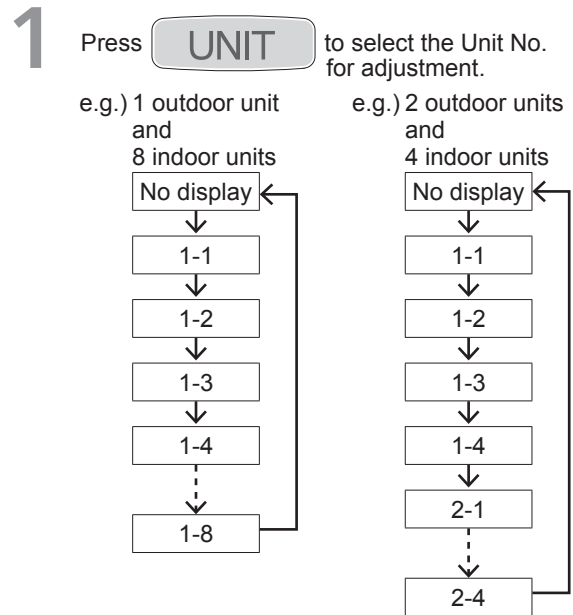 1
Press UNIT to select the Unit No.
for adjustment.
e.g.) 1 outdoor unit
and
8 indoor units
No display
1-1
1-2
1-3
1-4
1-8
e.g.) 2 outdoor units
and
4 indoor units
No display
1-1
1-2
1-3
1-4
2-1
2-4